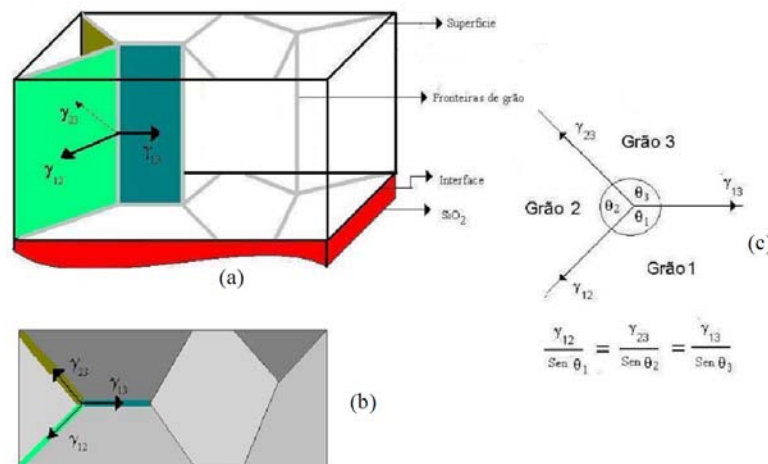 Superfície
Fronteiras de grão
Interface
SiO2
γ23
γ13
γ12
(a)
γ23
γ13
γ12
(b)
γ23
Grão 3
γ13
Grão 2
θ2
θ3
θ1
Grão 1
γ12
(c)
γ12 / Sen θ1 = γ23 / Sen θ2 = γ13 / Sen θ3